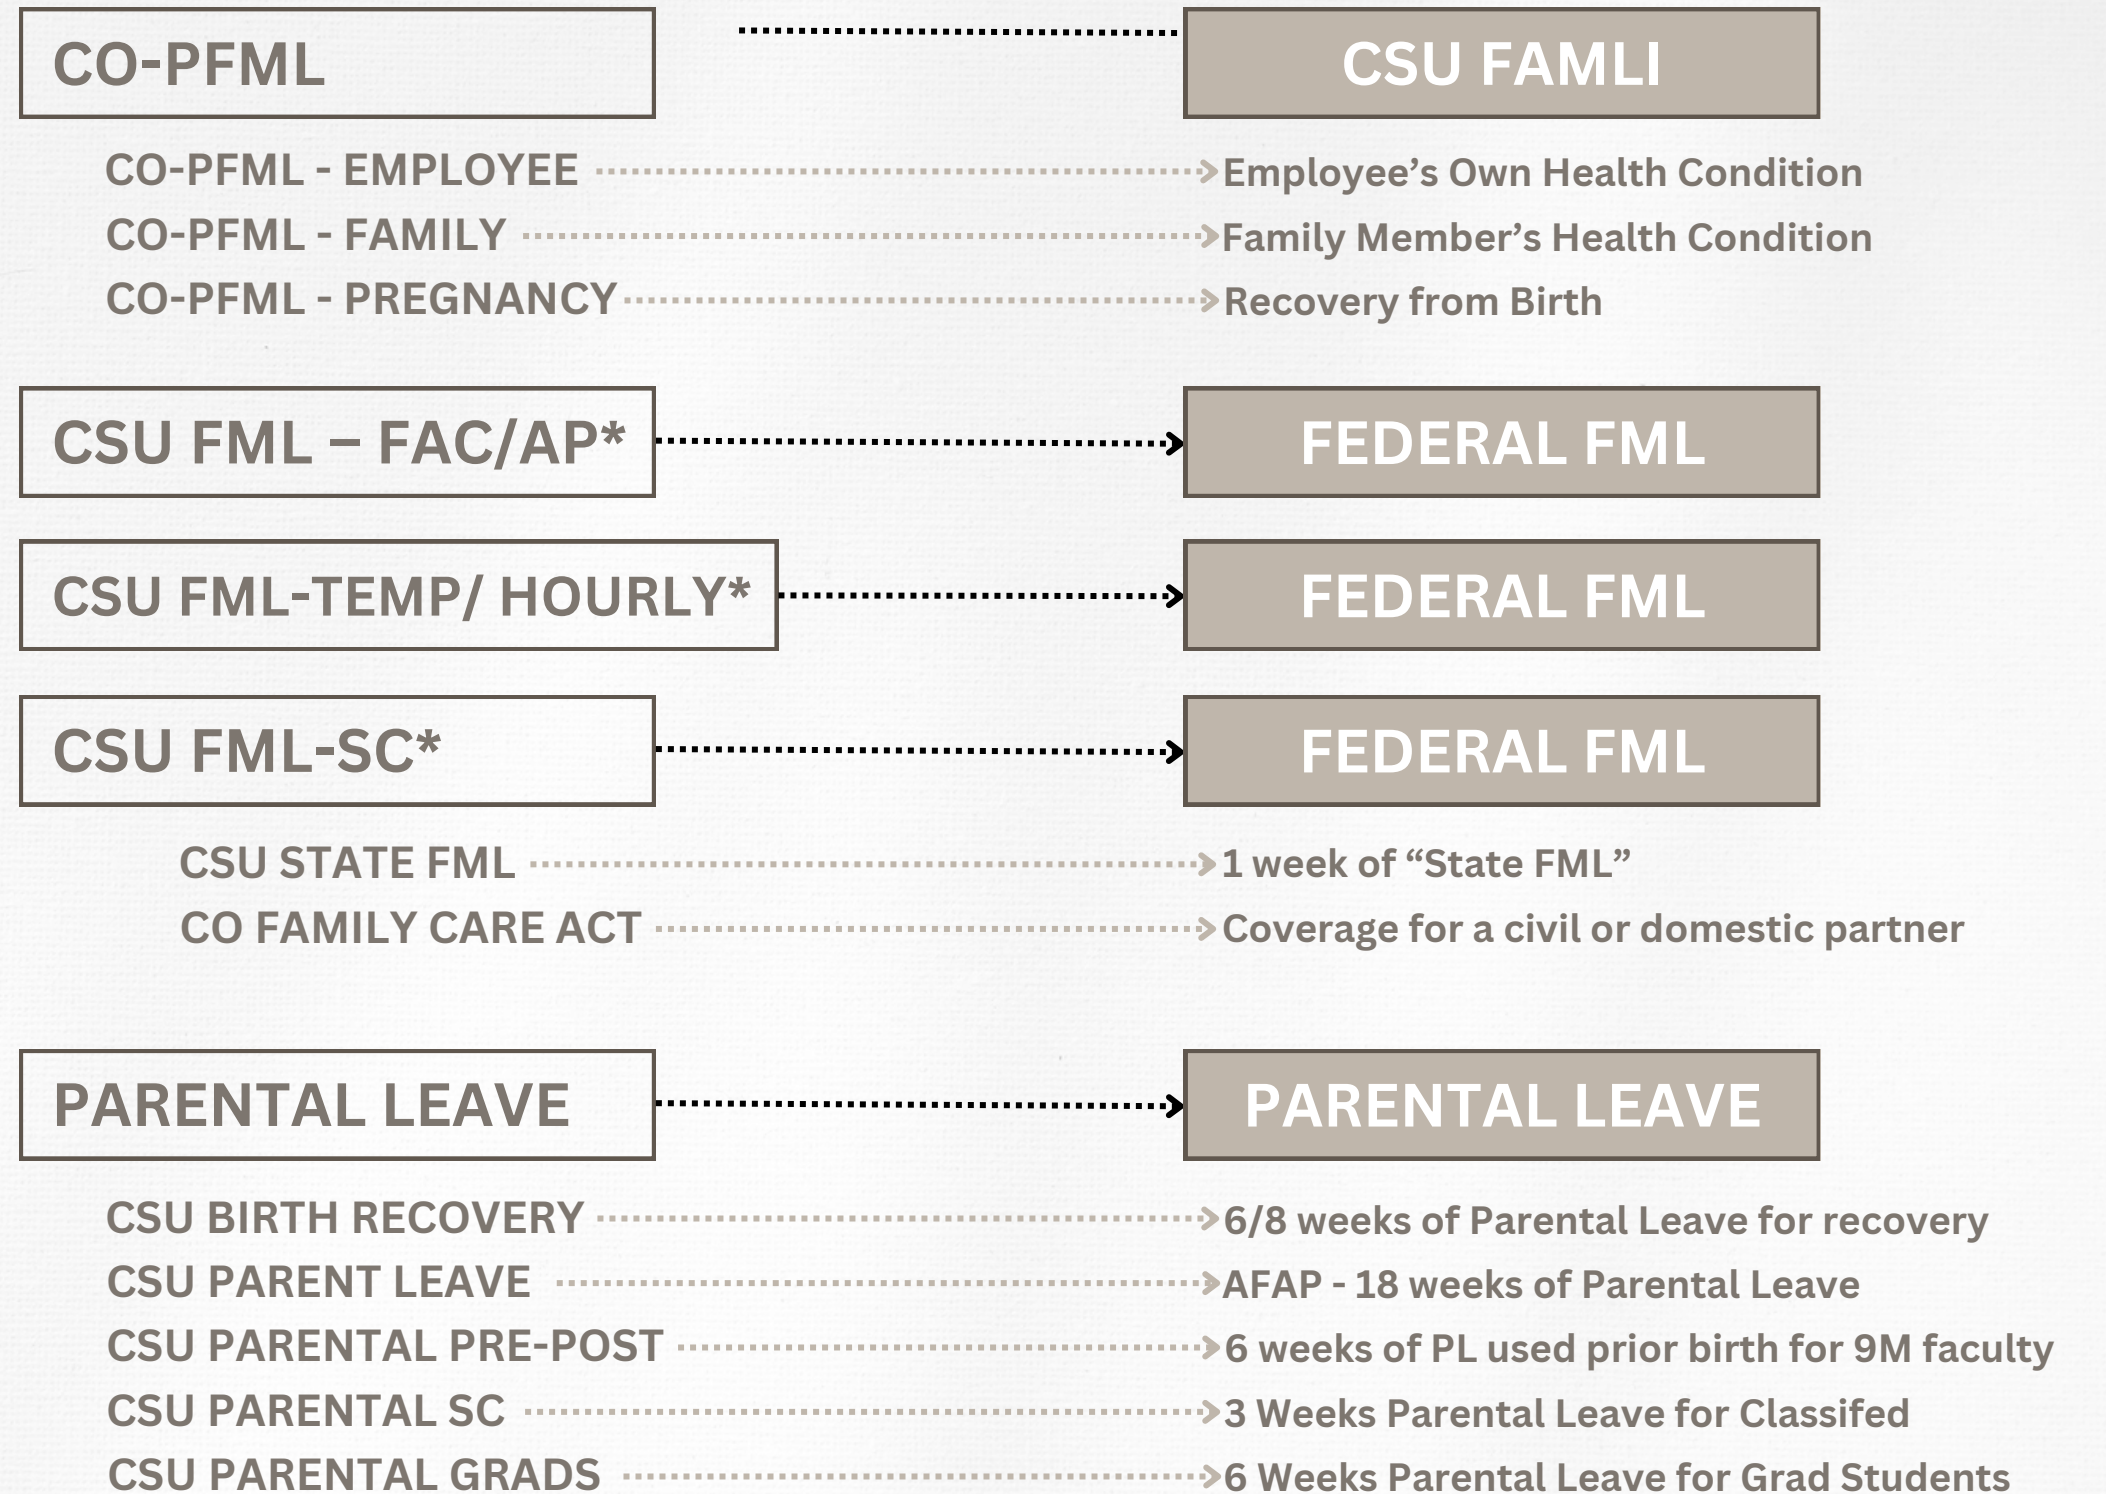 CO-PFML
CSU FAMLI
CO-PFML - EMPLOYEE
Employee’s Own Health Condition
CO-PFML - FAMILY
Family Member’s Health Condition
CO-PFML - PREGNANCY
Recovery from Birth
CSU FML – FAC/AP*
FEDERAL FML
CSU FML-TEMP/ HOURLY*
FEDERAL FML
CSU FML-SC*
FEDERAL FML
CSU STATE FML
1 week of “State FML”
CO FAMILY CARE ACT
Coverage for a civil or domestic partner
PARENTAL LEAVE
PARENTAL LEAVE
CSU BIRTH RECOVERY
6/8 weeks of Parental Leave for recovery
CSU PARENT LEAVE
AFAP - 18 weeks of Parental Leave
CSU PARENTAL PRE-POST
6 weeks of PL used prior birth for 9M faculty
CSU PARENTAL SC
3 Weeks Parental Leave for Classifed
CSU PARENTAL GRADS
6 Weeks Parental Leave for Grad Students